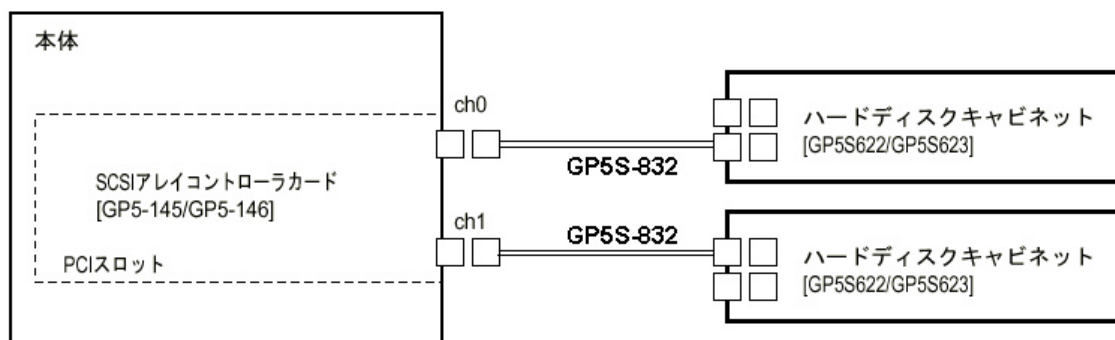 本体
SCSIアレイコントローラカード
[GP5-145/GP5-146]
PCIスロット
ch0
GP5S-832
ハードディスクキャビネット
[GP5S622/GP5S623]
ch1
GP5S-832
ハードディスクキャビネット
[GP5S622/GP5S623]